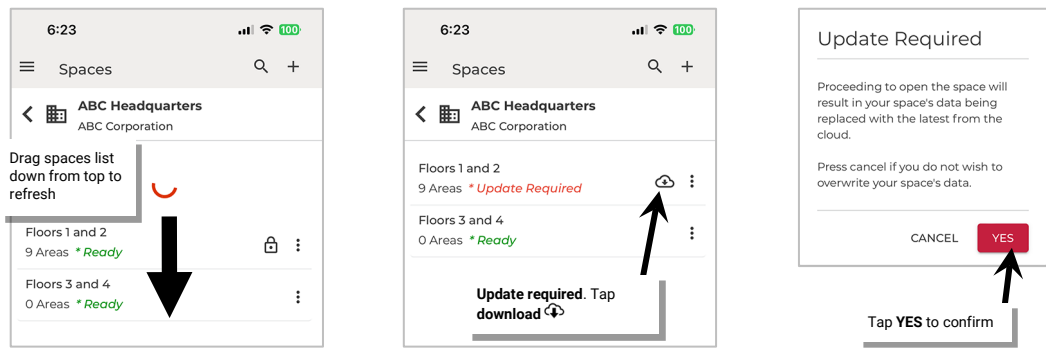 6:23
100
Spaces
ABC Headquarters
ABC Corporation
Drag spaces list
down from top to
refresh
Floors 1 and 2
9 Areas * Ready
Floors 3 and 4
0 Areas * Ready
6:23
100
Spaces
ABC Headquarters
ABC Corporation
Floors 1 and 2
9 Areas * Update Required
Floors 3 and 4
0 Areas * Ready
Update required. Tap
download
Update Required
Proceeding to open the space will
result in your space's data being
replaced with the latest from the
cloud.
Press cancel if you do not wish to
overwrite your space's data.
CANCEL YES
Tap YES to confirm